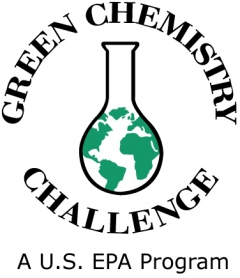 GREEN CHEMISTRY
CHALLENGE
A U.S. EPA Program